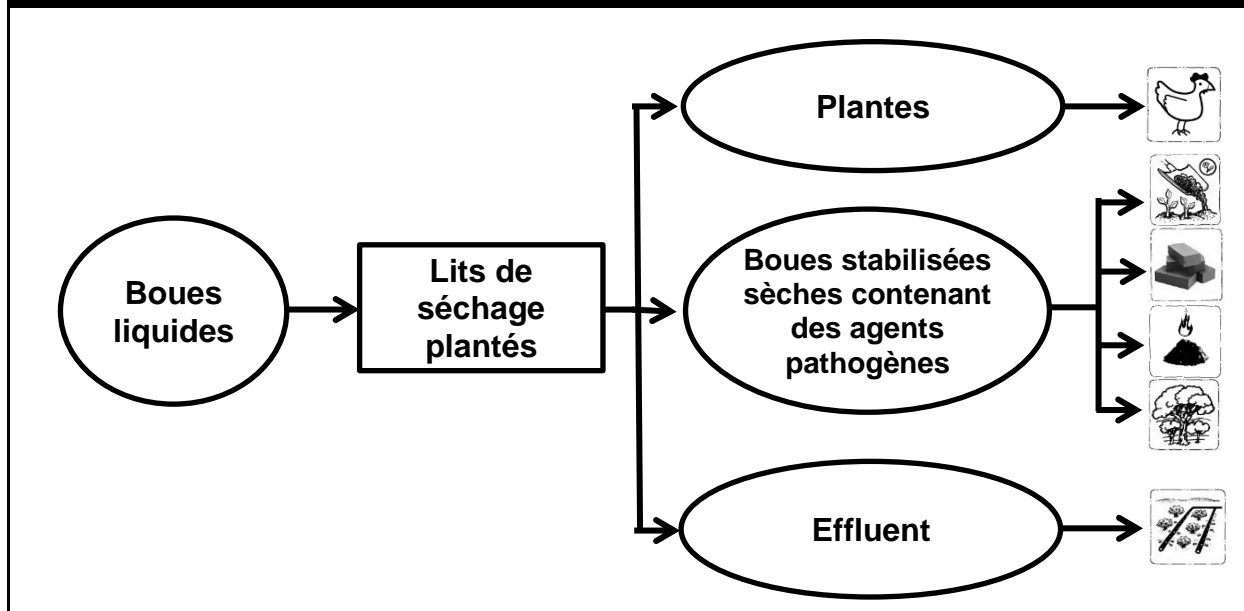 Boues
liquides
Lits de
séchage
plantés
Plantes
Boues stabilisées
sèches contenant
des agents
pathogènes
Effluent